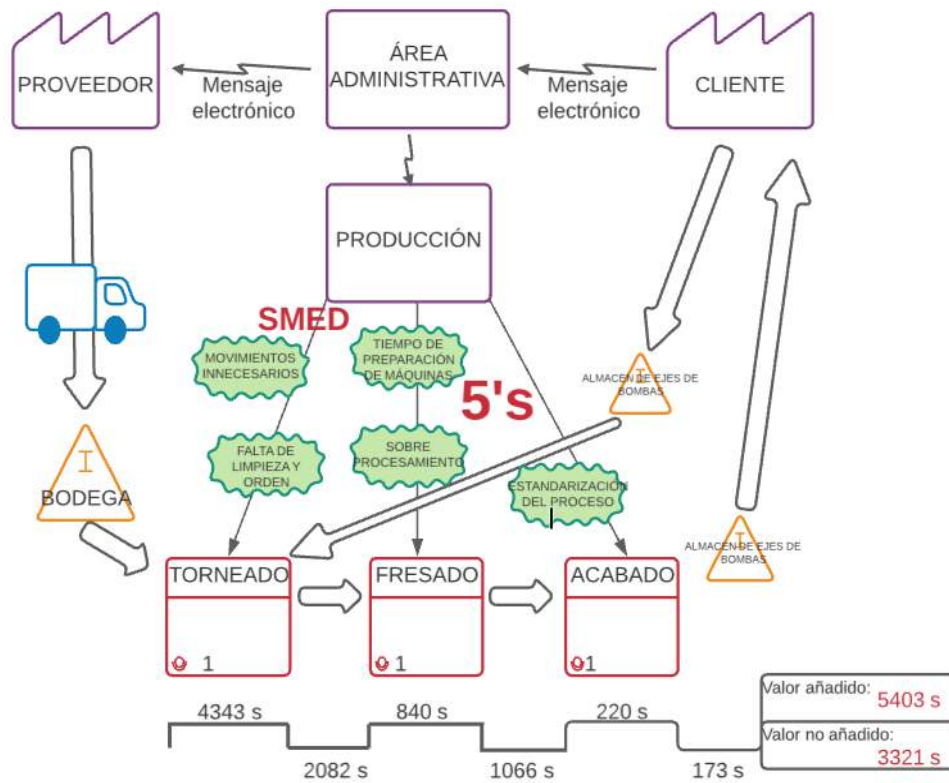 PROVEEDOR
Mensaje
electrónico
ÁREA
ADMINISTRATIVA
Mensaje
electrónico
CLIENTE
PRODUCCIÓN
SMED
MOVIMIENTOS
INNECESARIOS
TIEMPO DE
PREPARACIÓN
DE MÁQUINAS
5's
I
ALMACEN DE EJES DE
BOMBAS
FALTA DE
LIMPIEZA Y
ORDEN
SOBRE
PROCESAMIENTO
ESTANDARIZACIÓN
DEL PROCESO
I
BODEGA
I
ALMACEN DE EJES DE
BOMBAS
TORNEADO
1
FRESADO
1
ACABADO
1
4343 s
840 s
220 s
2082 s
1066 s
173 s
Valor añadido:
5403 s
Valor no añadido:
3321 s